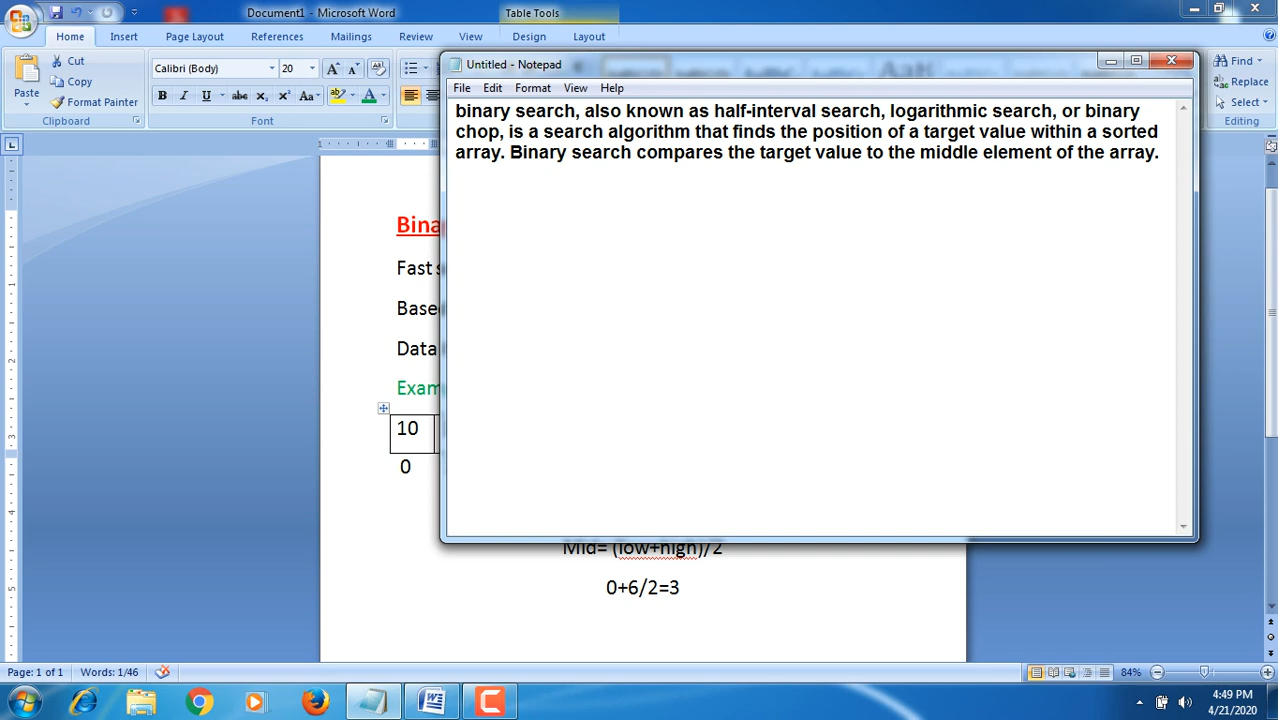 Document1 - Microsoft Word
Table Tools
Home Insert Page Layout References Mailings Review View Design Layout
Paste
Cut
Copy
Format Painter
Clipboard
Calibri (Body) 20
Font
Find
Replace
Select
Editing
Untitled - Notepad
File Edit Format View Help
binary search, also known as half-interval search, logarithmic search, or binary
chop, is a search algorithm that finds the position of a target value within a sorted
array. Binary search compares the target value to the middle element of the array.
Bina
Fast s
Based
Data
Exam
10
0
Mid= (low+high)/2
0+6/2=3
Page: 1 of 1 Words: 1/46 84%
4:49 PM
4/21/2020